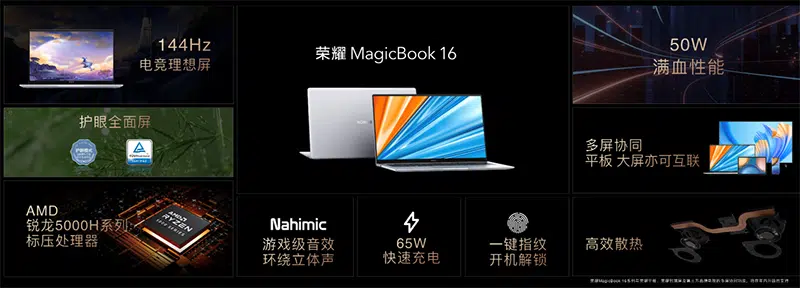 144Hz
电竞理想屏
护眼全面屏
AMD
锐龙5000H系列
标压处理器
AMD
RYZEN
荣耀 MagicBook 16
Nahimic
游戏级音效
环绕立体声
65W
快速充电
一键指纹
开机解锁
50W
满血性能
多屏协同
平板 大屏亦可互联
高效散热